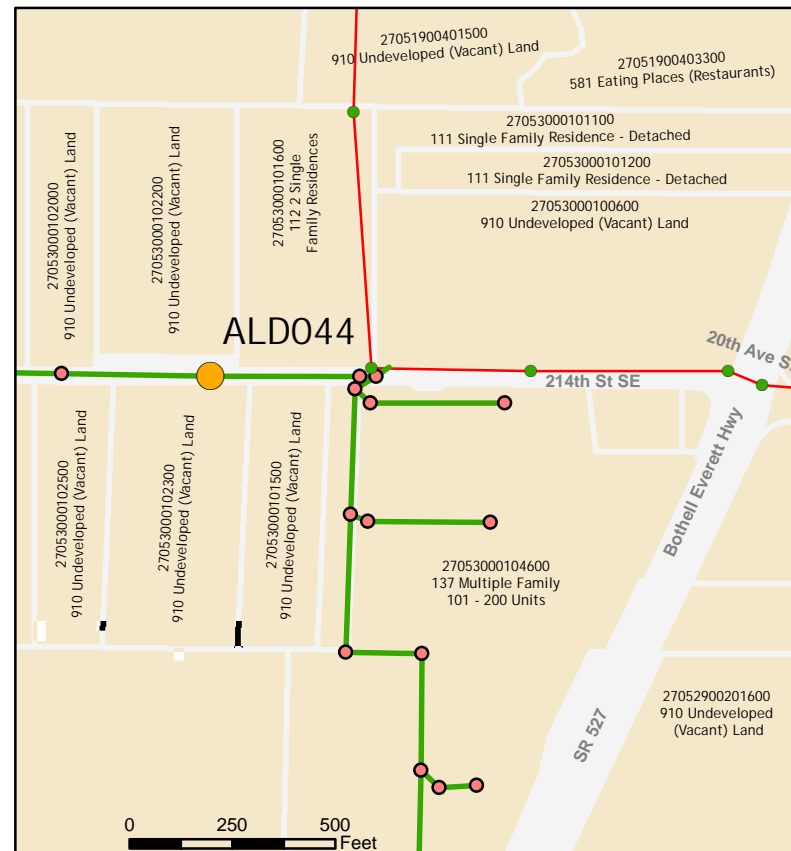 27051900401500
910 Undeveloped (Vacant) Land
27051900403300
581 Eating Places (Restaurants)
27053000101100
111 Single Family Residence - Detached
27053000101200
111 Single Family Residence - Detached
27053000100600
910 Undeveloped (Vacant) Land
27053000102000
910 Undeveloped (Vacant) Land
27053000102200
910 Undeveloped (Vacant) Land
27053000101600
112 2 Single
Family Residences
ALD044
20th Ave S
214th St SE
Bothell Everett Hwy
27053000102500
910 Undeveloped (Vacant) Land
27053000102300
910 Undeveloped (Vacant) Land
27053000101500
910 Undeveloped (Vacant) Land
27053000104600
137 Multiple Family
101 - 200 Units
27052900201600
910 Undeveloped
(Vacant) Land
SR 527
0 250 500
Feet